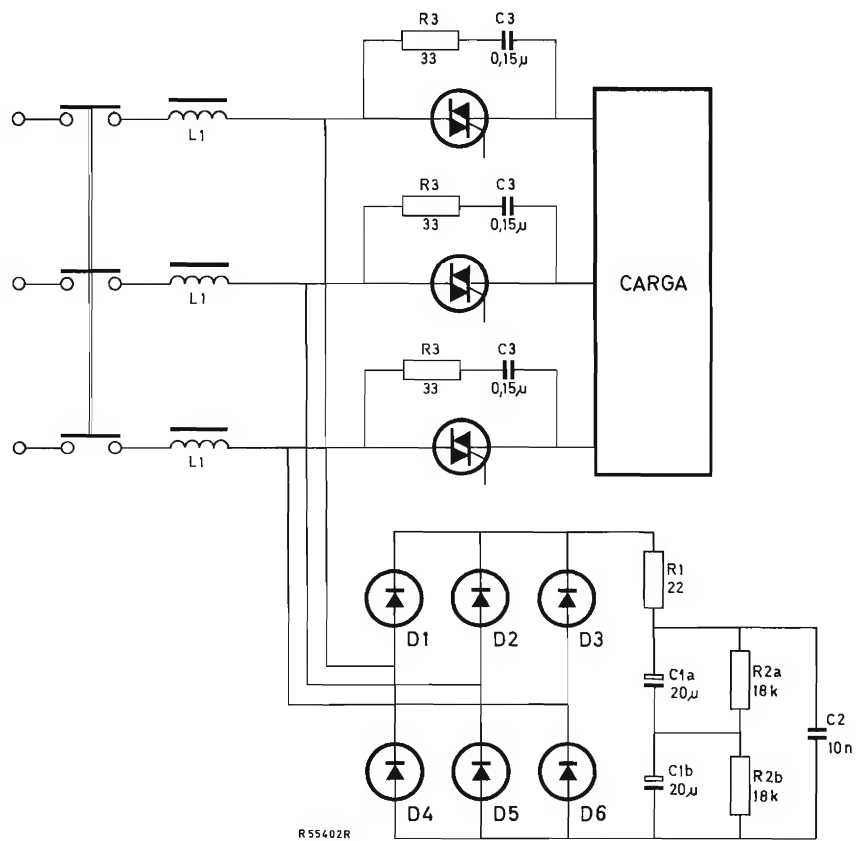 R3
C3
33
0,15μ
L1
R3
C3
33
0,15μ
L1
CARGA
R3
C3
33
0,15μ
L1
R1
22
D1
D2
D3
C1a
20μ
R2a
18k
C2
10n
C1b
20μ
R2b
18k
D4
D5
D6
R55402R